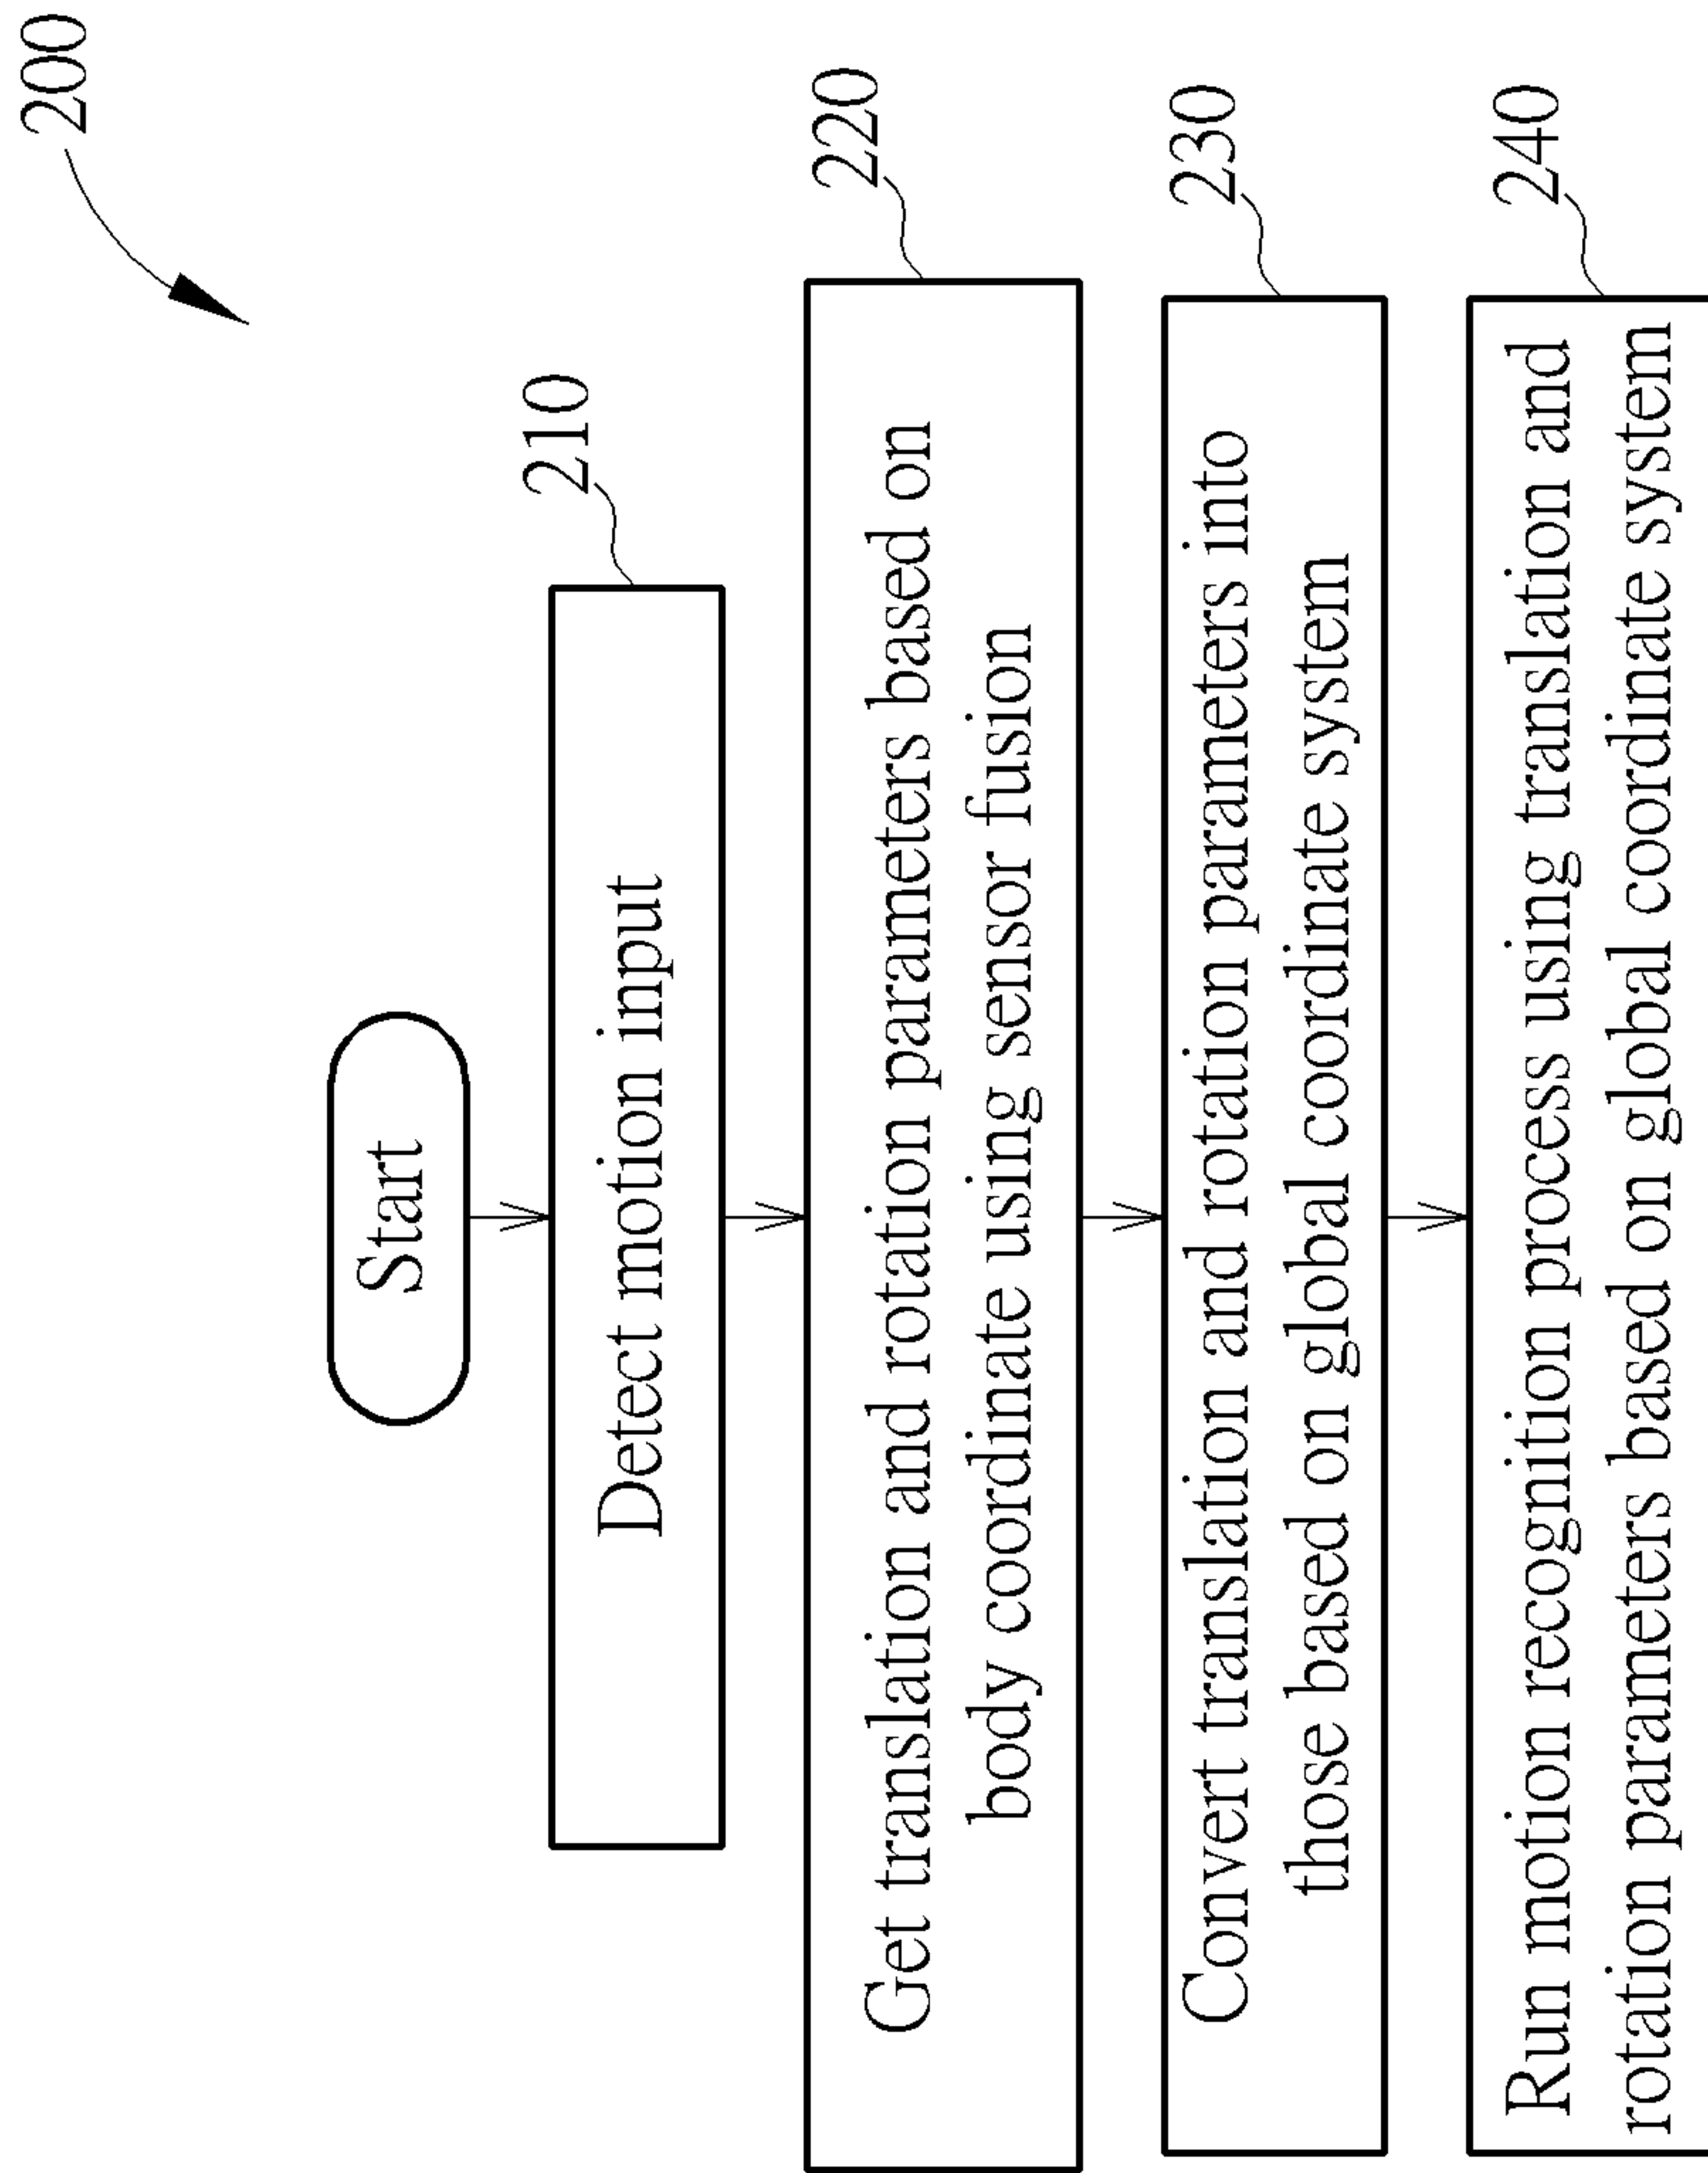 200
Start
210
Detect motion input
220
Get translation and rotation parameters based on
body coordinate using sensor fusion
230
Convert translation and rotation parameters into
those based on global coordinate system
240
Run motion recognition process using translation and
rotation parameters based on global coordinate system